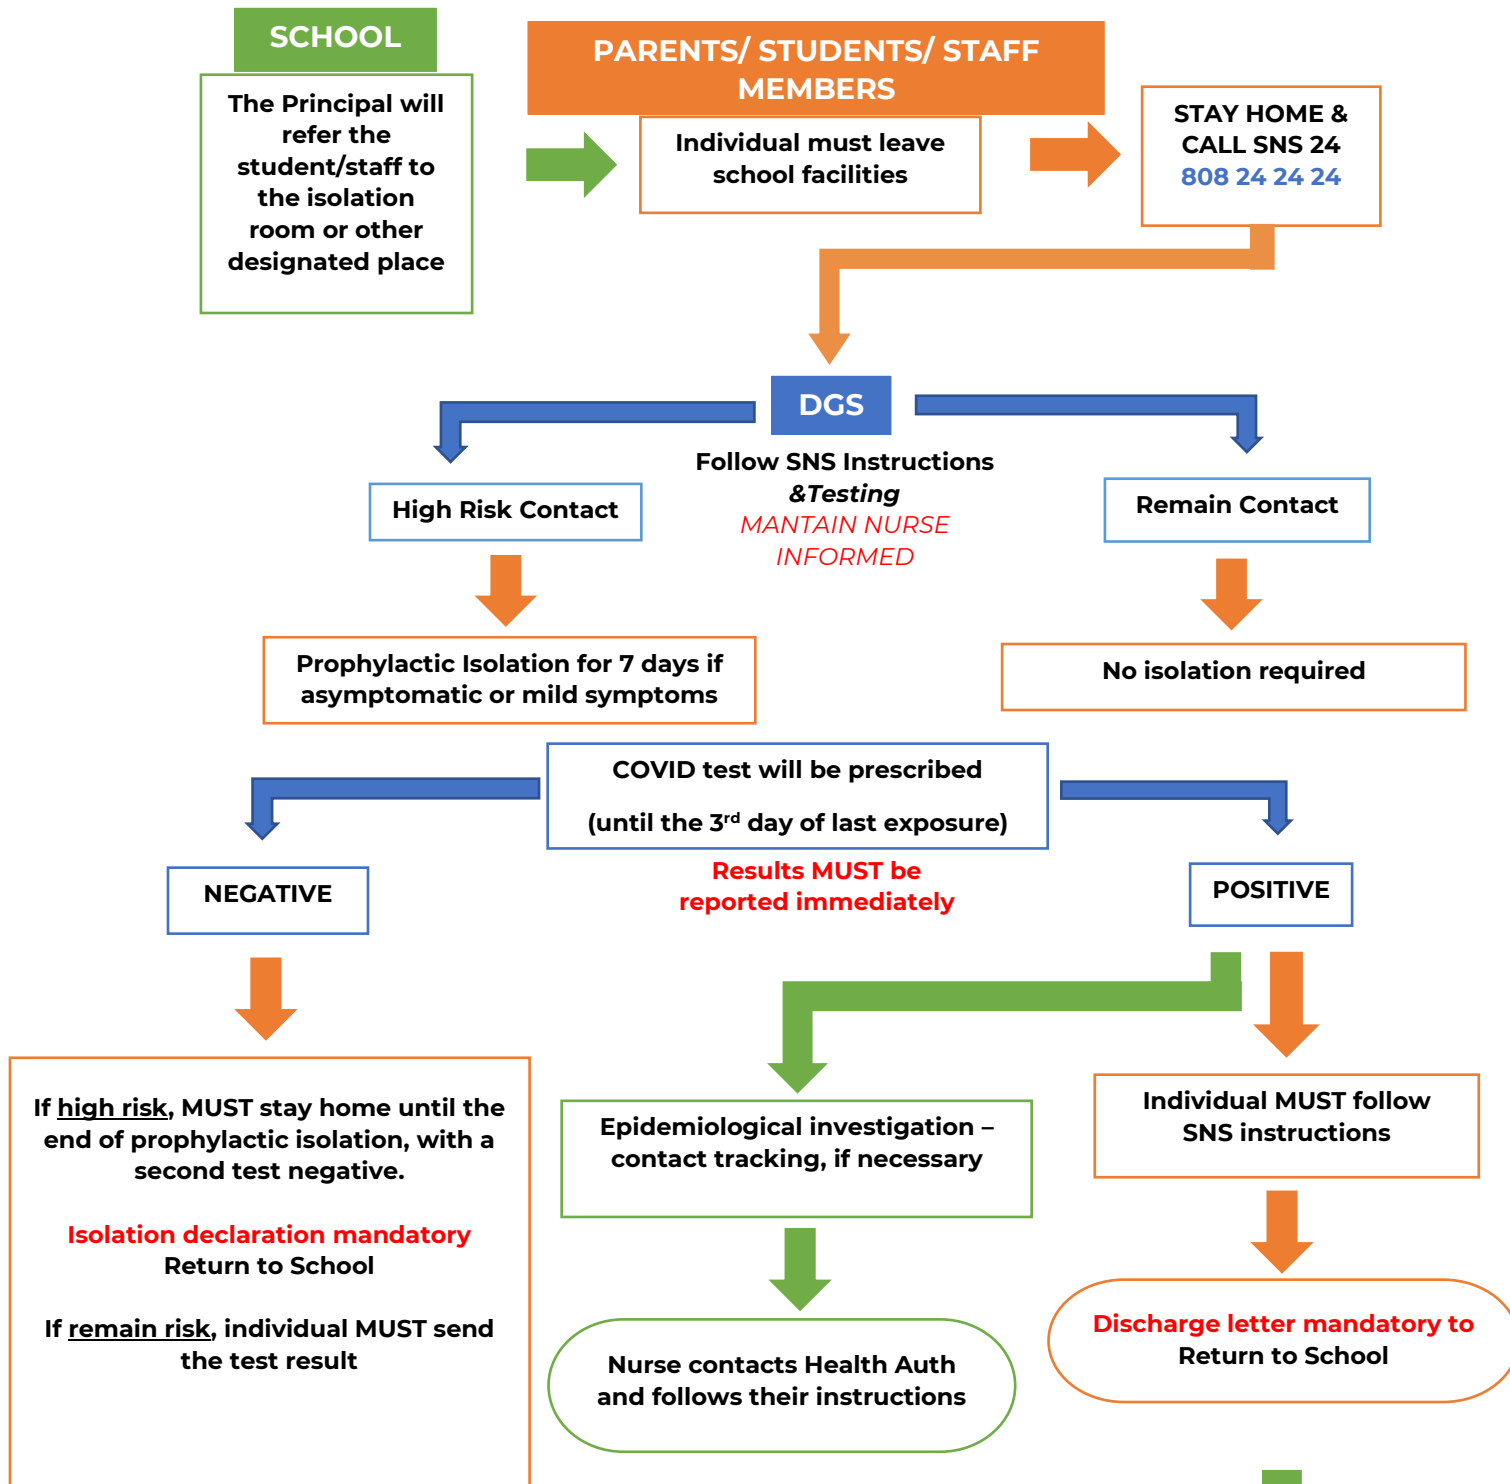 SCHOOL
The Principal will
refer the
student/staff to
the isolation
room or other
designated place
PARENTS/ STUDENTS/ STAFF
MEMBERS
Individual must leave
school facilities
STAY HOME &
CALL SNS 24
808 24 24 24
DGS
Follow SNS Instructions
&Testing
MANTAIN NURSE
INFORMED
High Risk Contact
Remain Contact
Prophylactic Isolation for 7 days if
asymptomatic or mild symptoms
No isolation required
COVID test will be prescribed
(until the 3rd day of last exposure)
Results MUST be
reported immediately
NEGATIVE
POSITIVE
If high risk, MUST stay home until the
end of prophylactic isolation, with a
second test negative.
Isolation declaration mandatory
Return to School
If remain risk, individual MUST send
the test result
Epidemiological investigation –
contact tracking, if necessary
Nurse contacts Health Auth
and follows their instructions
Individual MUST follow
SNS instructions
Discharge letter mandatory to
Return to School